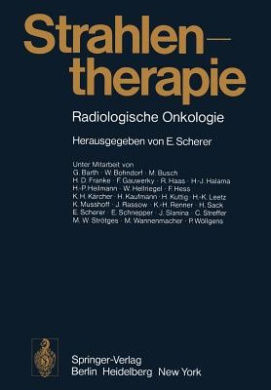 Strahlen-
therapie
Radiologische Onkologie
Herausgegeben von E. Scherer
Unter Mitarbeit von
G. Barth · W. Bohndorf · M. Busch
H. D. Franke · F. Gauwerky · R. Haas · H.-J. Halama
H.-P. Heilmann · W. Hellriegel · F. Hess
K. H. Kärcher · H. Kaufmann · H. Kuttig · H.-K. Leetz
K. Musshoff · J. Rassow · K.-H. Renner · H. Sack
E. Scherer · E. Schnepper · J. Slanina · C. Streffer
M. W. Strötges · M. Wannenmacher · P. Wöllgens
Springer-Verlag
Berlin Heidelberg New York